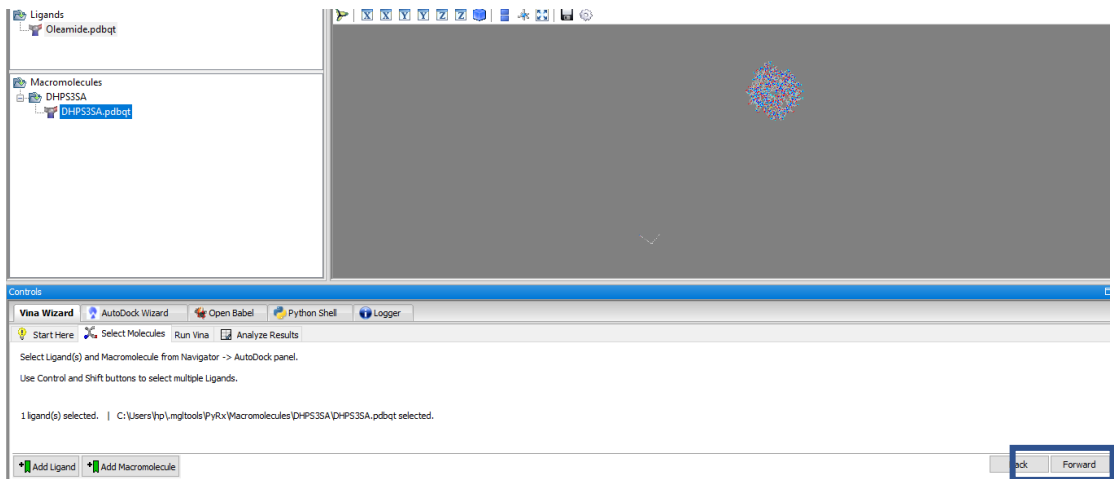 Ligands
Oleamide.pdbqt
X X Y Y Z Z
Macromolecules
DHPS3SA
DHPS3SA.pdbqt
Controls
Vina Wizard AutoDock Wizard Open Babel Python Shell Logger
Start Here Select Molecules Run Vina Analyze Results
Select Ligand(s) and Macromolecule from Navigator -> AutoDock panel.
Use Control and Shift buttons to select multiple Ligands.
1 ligand(s) selected. | C:\Users\hp\.mgltools\PyRx\Macromolecules\DHPS3SA\DHPS3SA.pdbqt selected.
Add Ligand Add Macromolecule Forward